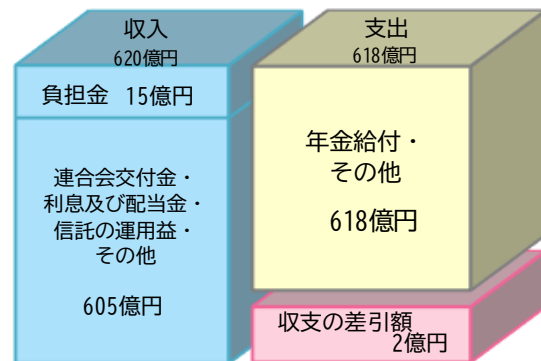 収入
620億円
負担金 15億円
連合会交付金・
利息及び配当金・
信託の運用益・
その他
605億円
支出
618億円
年金給付・
その他
618億円
収支の差引額
2億円